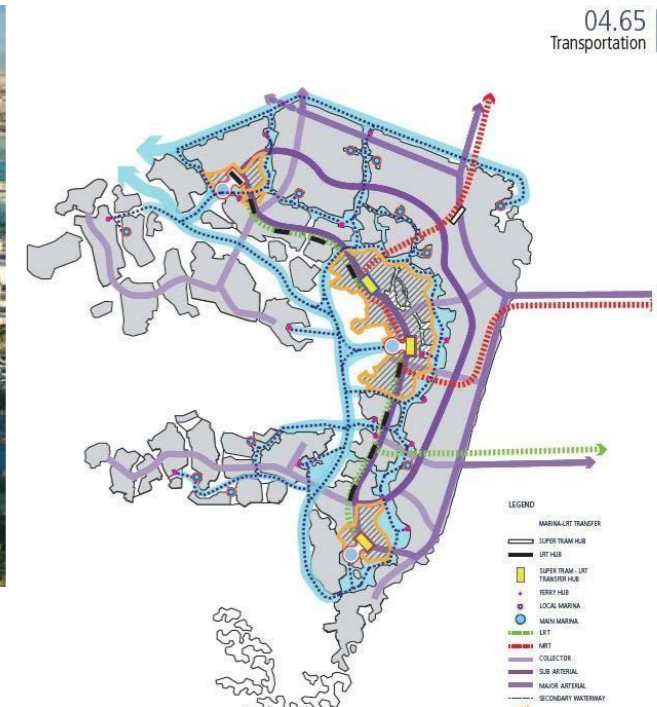 04.65
Transportation
LEGEND
MARINA-LRT TRANSFER
SUPER TRAM HUB
LRT HUB
SUPER TRAM - LRT
TRANSFER HUB
FERRY HUB
LOCAL MARINA
MAIN MARINA
LRT
MRT
COLLECTOR
SUB ARTERIAL
MAJOR ARTERIAL
SECONDARY WATERWAY